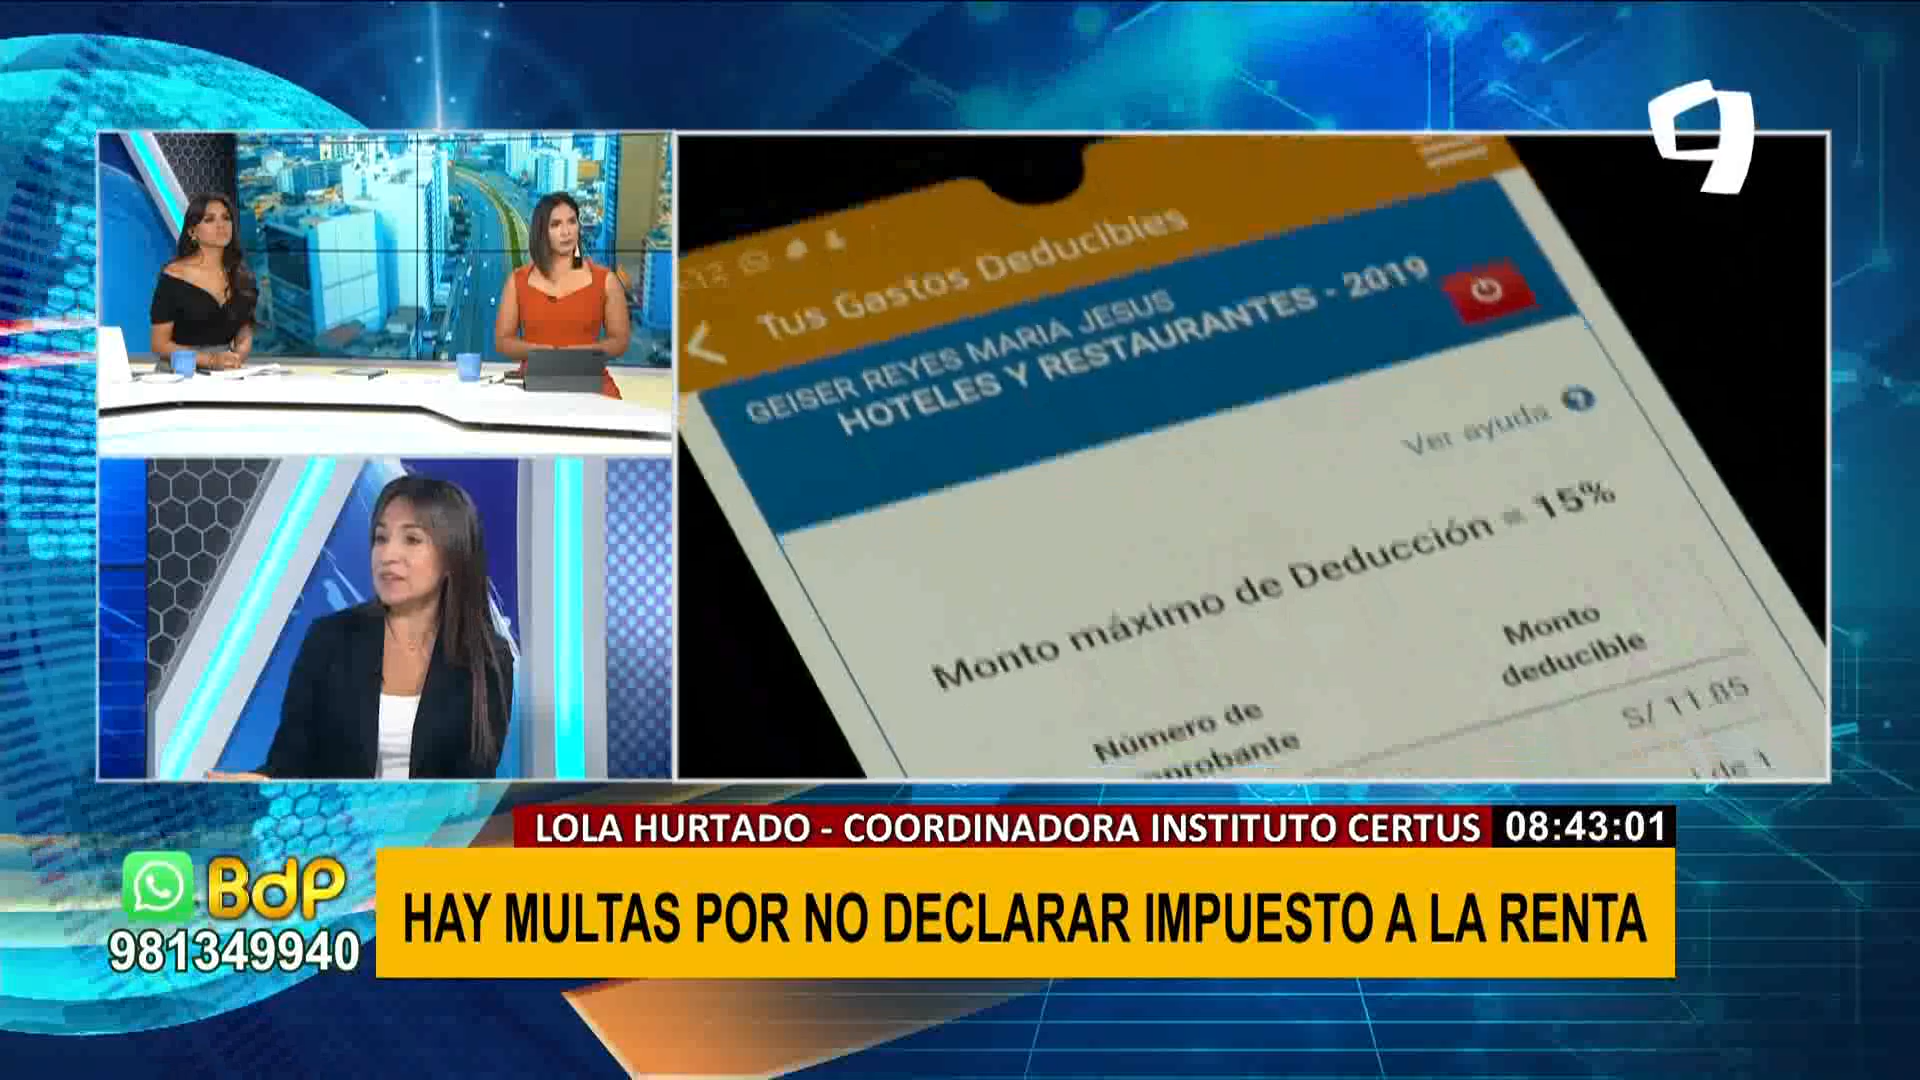 Tus Gastos Deducibles
GEISER REYES MARIA JESUS
HOTELES Y RESTAURANTES - 2019
Ver ayuda
Monto máximo de Deducción = 15%
Número de
Monto
deducible
S/ 11.85
LOLA HURTADO - COORDINADORA INSTITUTO CERTUS
08:43:01
BdP
981349940
HAY MULTAS POR NO DECLARAR IMPUESTO A LA RENTA